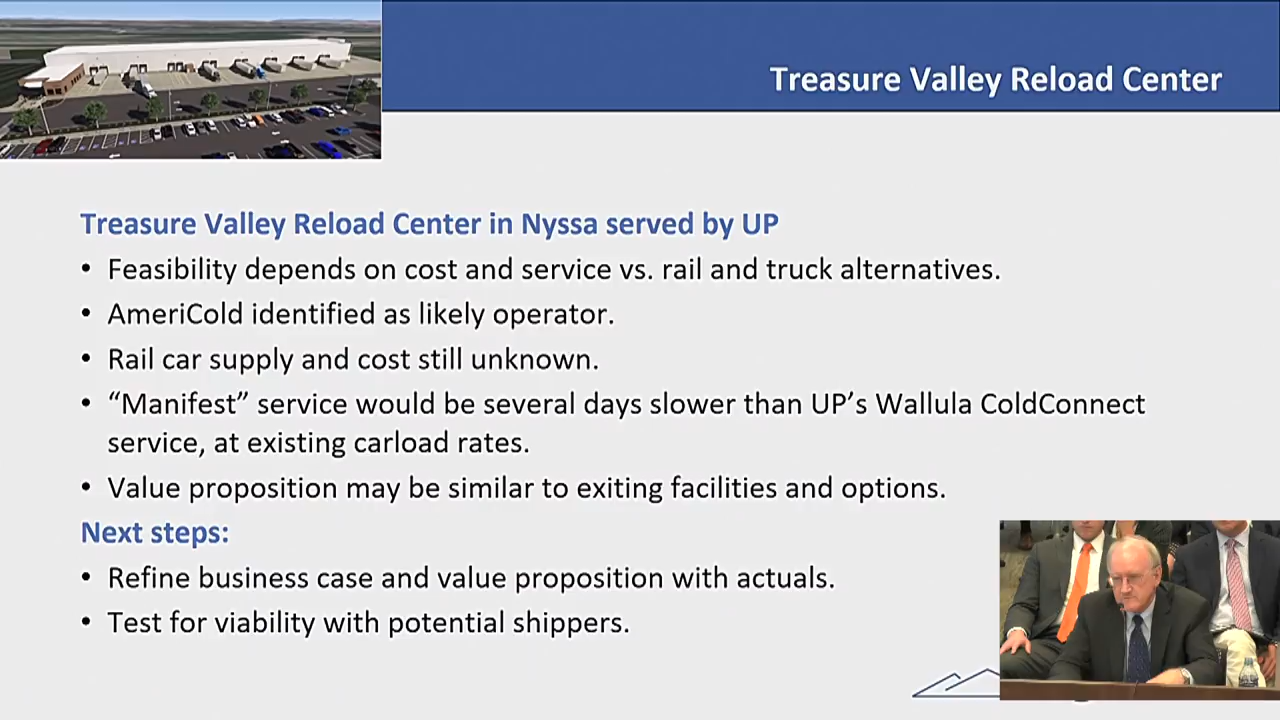 Treasure Valley Reload Center
Treasure Valley Reload Center in Nyssa served by UP
• Feasibility depends on cost and service vs. rail and truck alternatives.
• AmeriCold identified as likely operator.
• Rail car supply and cost still unknown.
• “Manifest” service would be several days slower than UP’s Wallula ColdConnect
service, at existing carload rates.
• Value proposition may be similar to exiting facilities and options.
Next steps:
• Refine business case and value proposition with actuals.
• Test for viability with potential shippers.